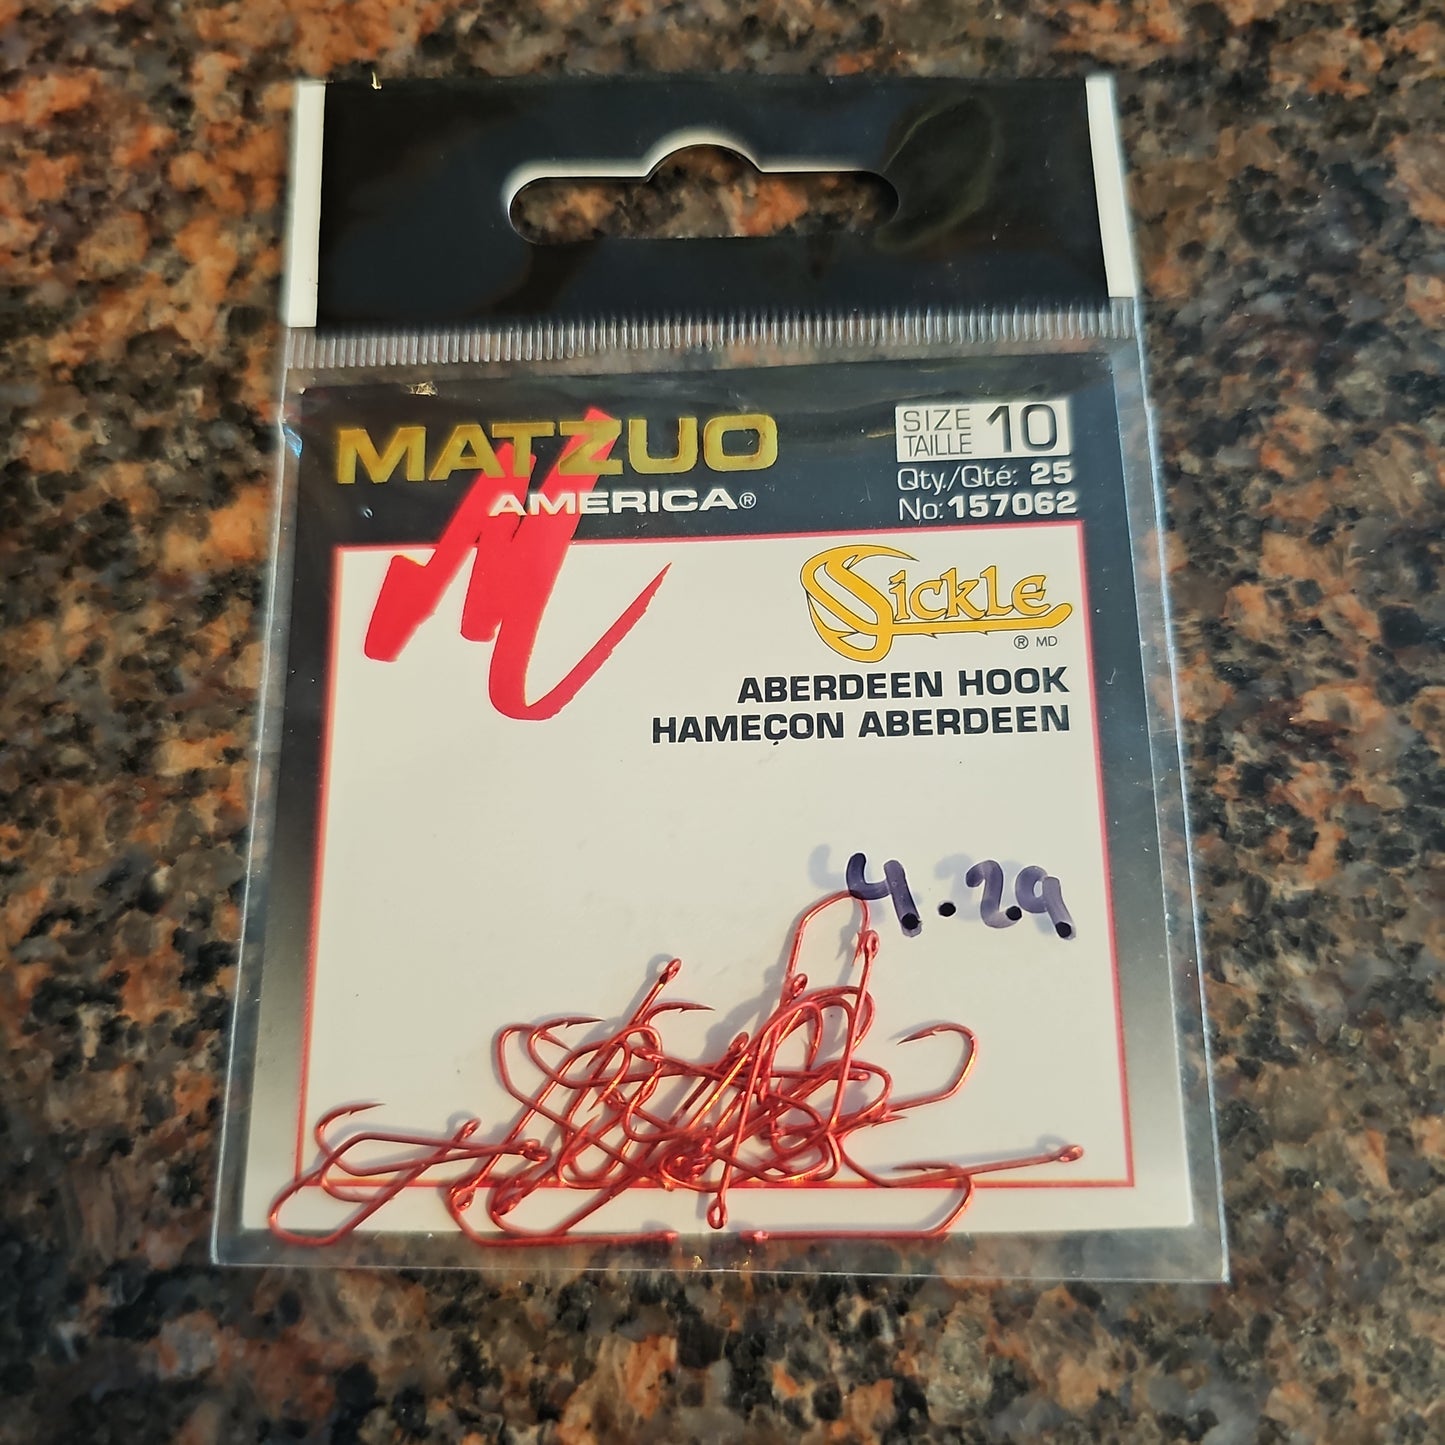 MATZUO
AMERICA®
SIZE 10
TAILLE
Qty./Qté: 25
No: 157062
Sickle
® MD
ABERDEEN HOOK
HAMEÇON ABERDEEN
4.29